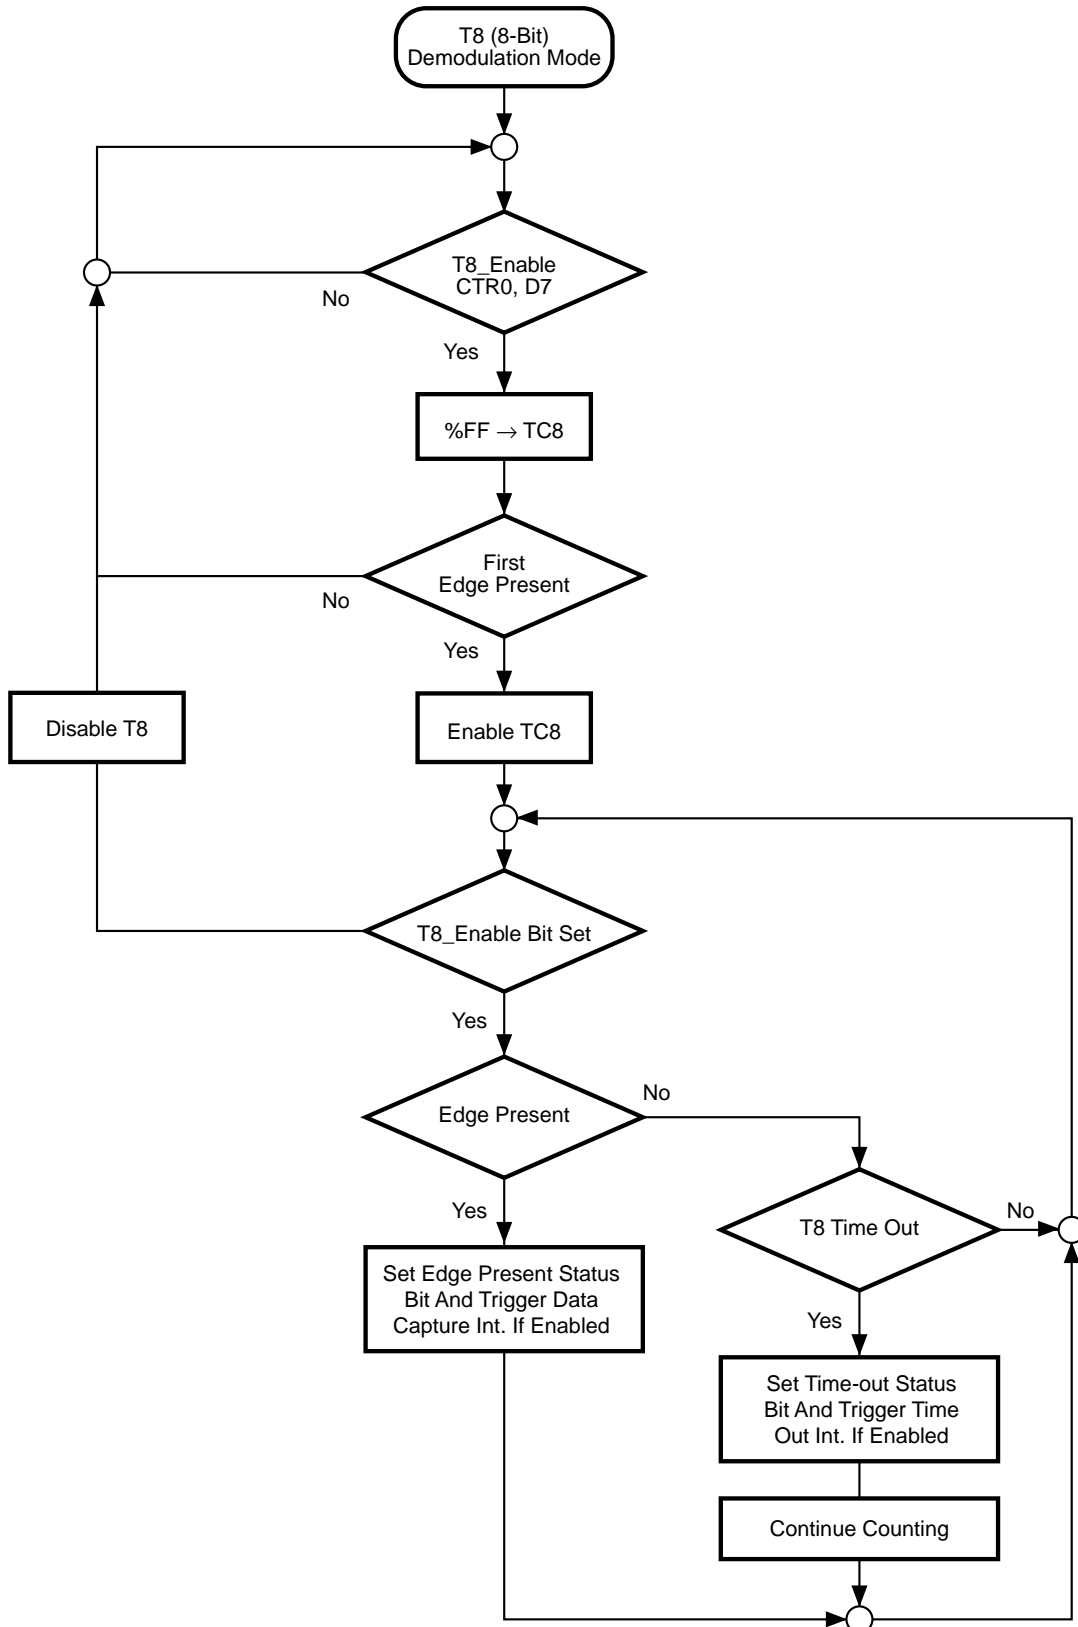 T8 (8-Bit)
Demodulation Mode
T8_Enable
CTR0, D7
No
Yes
%FF → TC8
First
Edge Present
No
Yes
Disable T8
Enable TC8
T8_Enable Bit Set
Yes
Edge Present
No
Yes
T8 Time Out
No
Set Edge Present Status
Bit And Trigger Data
Capture Int. If Enabled
Yes
Set Time-out Status
Bit And Trigger Time
Out Int. If Enabled
Continue Counting